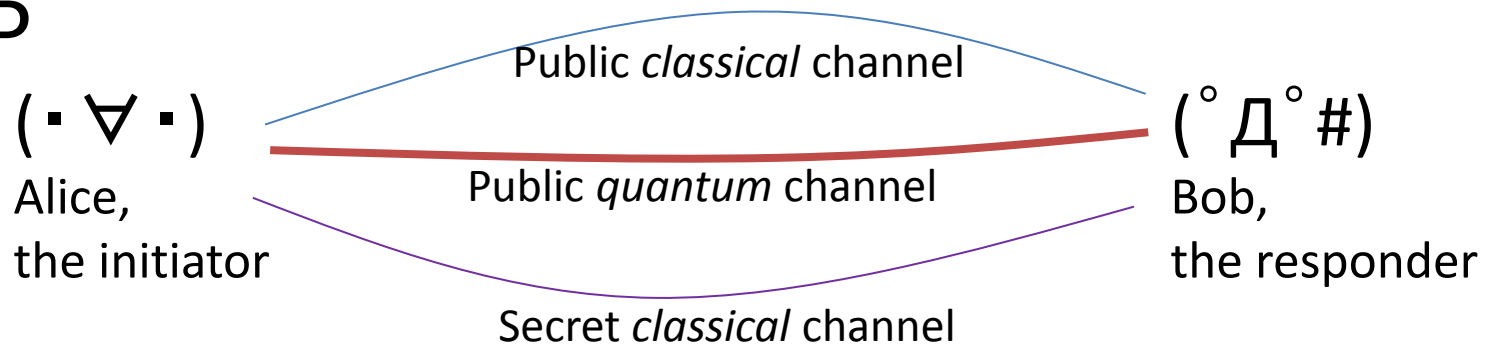 Public classical channel
(･∀･)
(ﾟДﾟ#)
Public quantum channel
Alice,
the initiator
Bob,
the responder
Secret classical channel